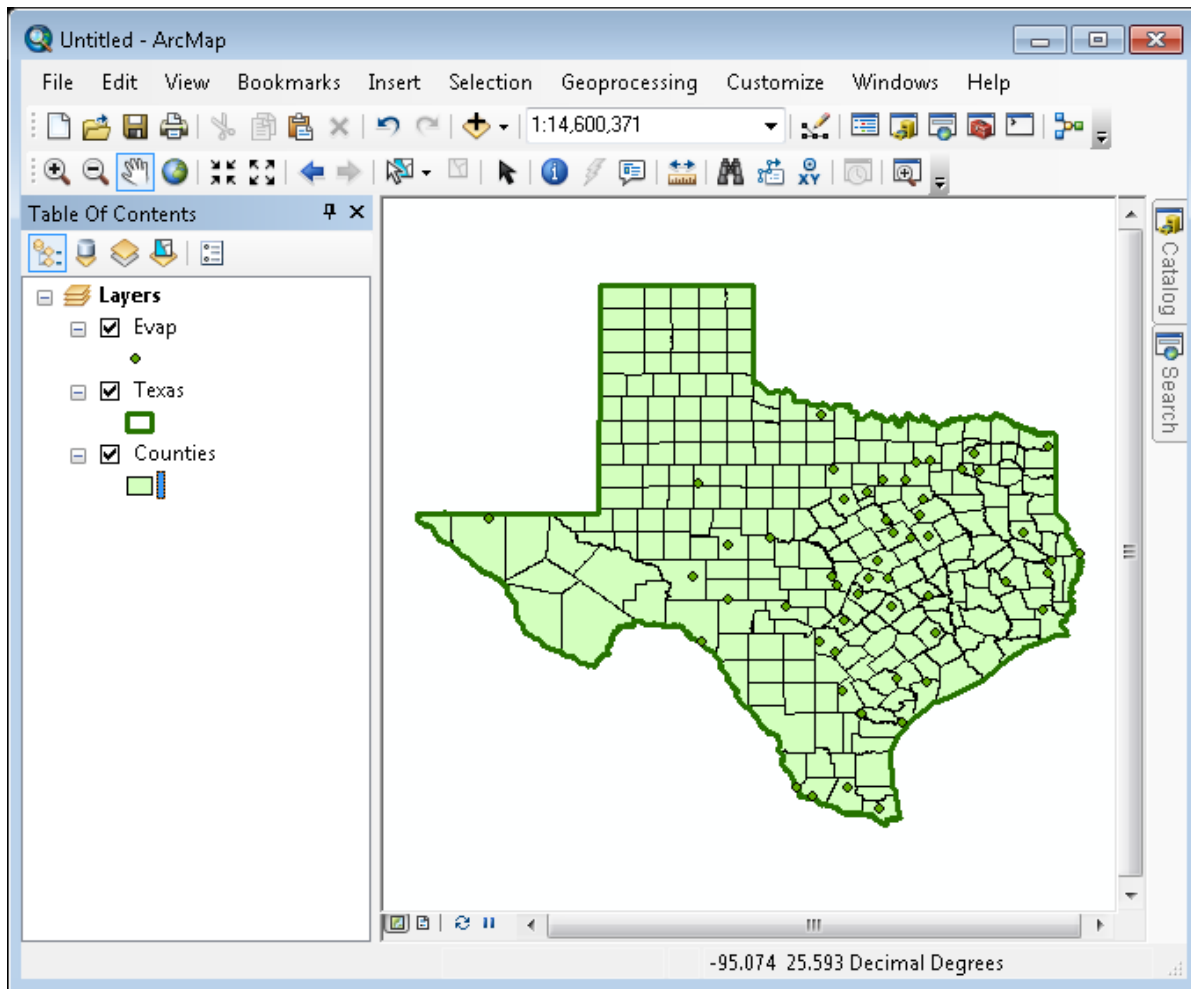 Untitled - ArcMap
File Edit View Bookmarks Insert Selection Geoprocessing Customize Windows Help
1:14,600,371
XY
Table Of Contents
Layers
Evap
Texas
Counties
Catalog
Search
-95.074 25.593 Decimal Degrees